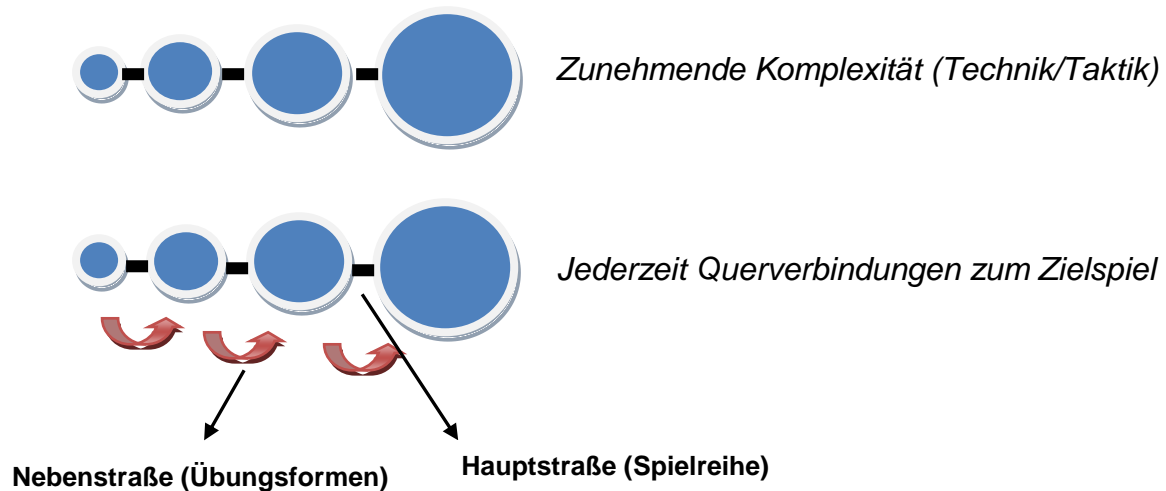 Zunehmende Komplexität (Technik/Taktik)
Jederzeit Querverbindungen zum Zielspiel
Nebenstraße (Übungsformen)
Hauptstraße (Spielreihe)